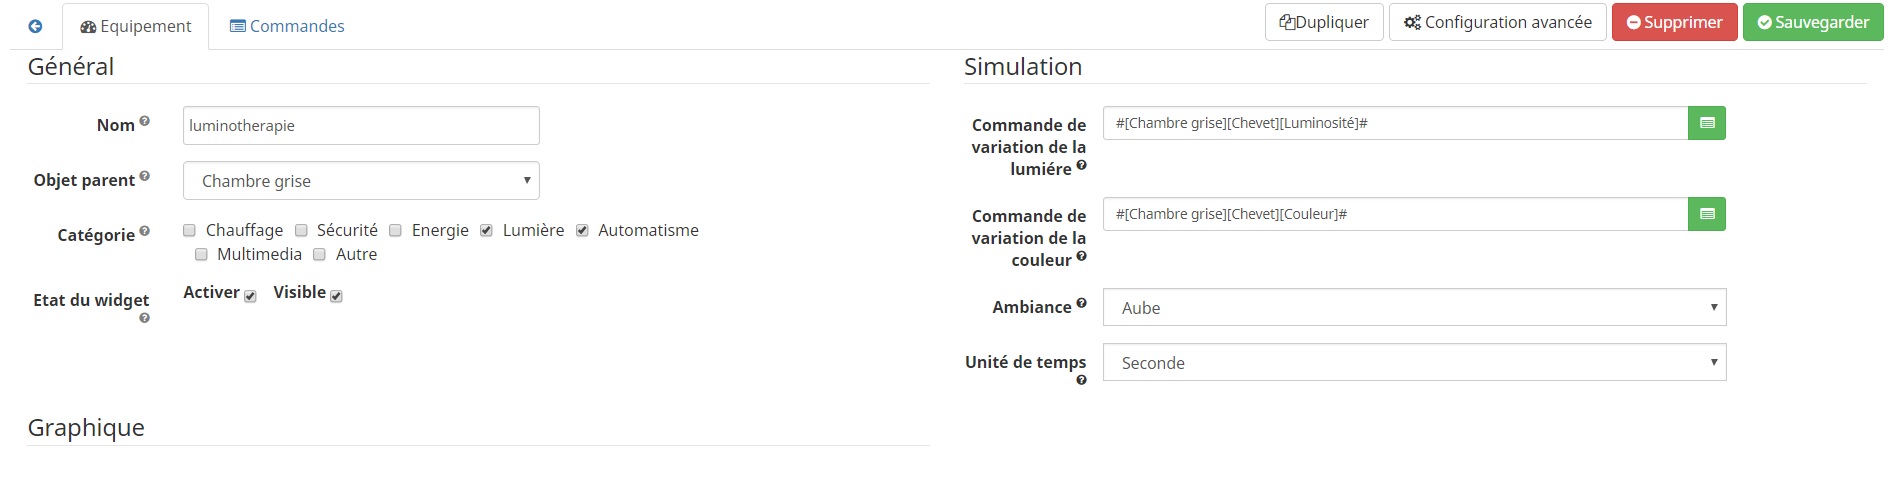 Equipement
Commandes
Dupliquer
Configuration avancée
Supprimer
Sauvegarder
Général
Nom
luminotherapie
Objet parent
Chambre grise
Catégorie
Chauffage Sécurité Energie Lumière Automatisme
Multimedia Autre
Etat du widget
Activer Visible
Graphique
Simulation
Commande de
variation de la
lumiére
#[Chambre grise][Chevet][Luminosité]#
Commande de
variation de la
couleur
#[Chambre grise][Chevet][Couleur]#
Ambiance
Aube
Unité de temps
Seconde